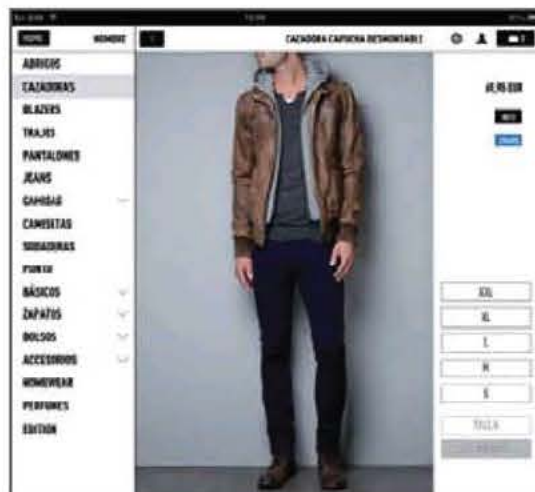 HOMBRE
CAZADORA CAPUCHA DESMONTABLE
ABRIGOS
CAZADORAS
BLAZERS
TRAJES
PANTALONES
JEANS
CAMISAS
CAMISETAS
SUDADERAS
PUNTO
BÁSICOS
ZAPATOS
BOLSOS
ACCESORIOS
HOMEWEAR
PERFUMES
EDITION
XXL
XL
L
M
S
TALLA